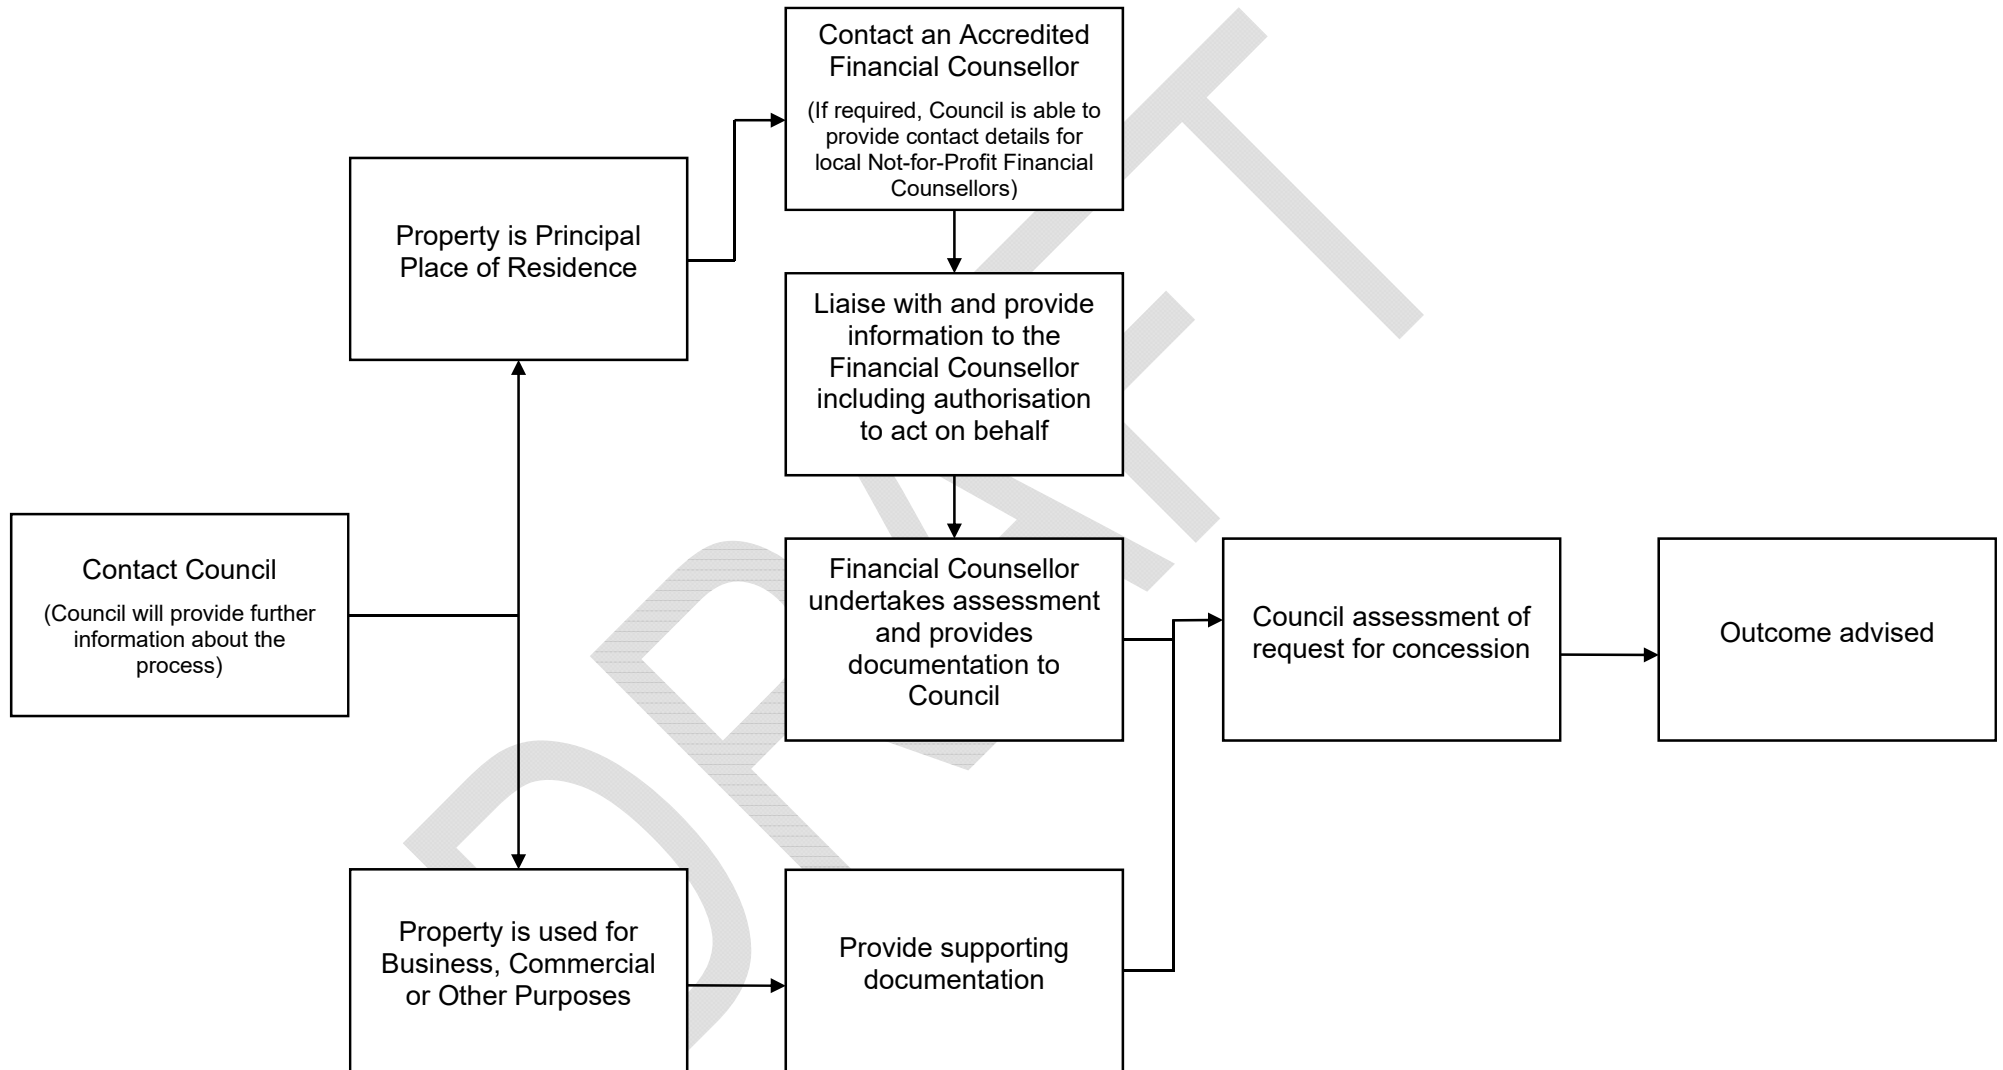 Contact an Accredited
Financial Counsellor
(If required, Council is able to
provide contact details for
local Not-for-Profit Financial
Counsellors)
Property is Principal
Place of Residence
Liaise with and provide
information to the
Financial Counsellor
including authorisation
to act on behalf
Contact Council
(Council will provide further
information about the
process)
Financial Counsellor
undertakes assessment
and provides
documentation to
Council
Council assessment of
request for concession
Outcome advised
Property is used for
Business, Commercial
or Other Purposes
Provide supporting
documentation
DRAFT